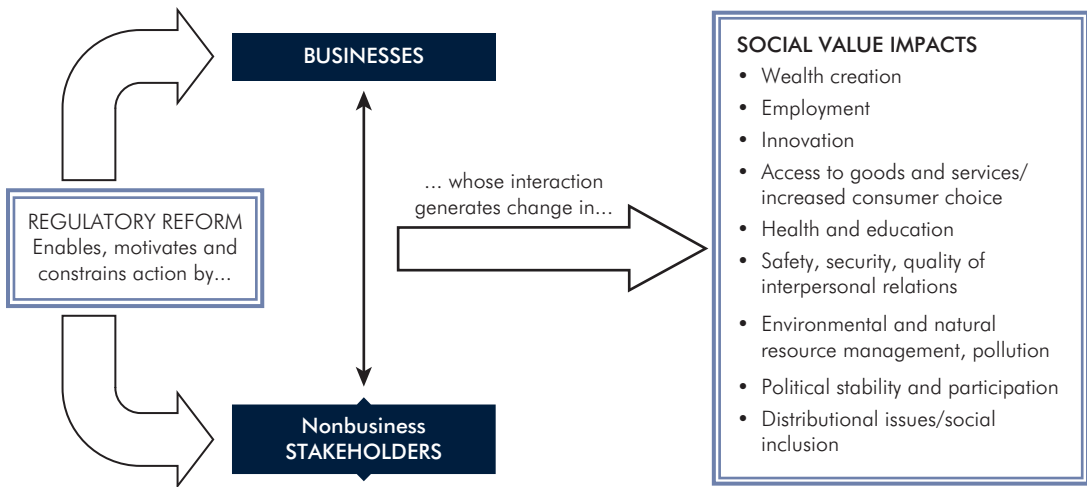 BUSINESSES
REGULATORY REFORM
Enables, motivates and
constrains action by...
... whose interaction
generates change in...
Nonbusiness
STAKEHOLDERS
SOCIAL VALUE IMPACTS
• Wealth creation
• Employment
• Innovation
• Access to goods and services/
increased consumer choice
• Health and education
• Safety, security, quality of
interpersonal relations
• Environmental and natural
resource management, pollution
• Political stability and participation
• Distributional issues/social
inclusion